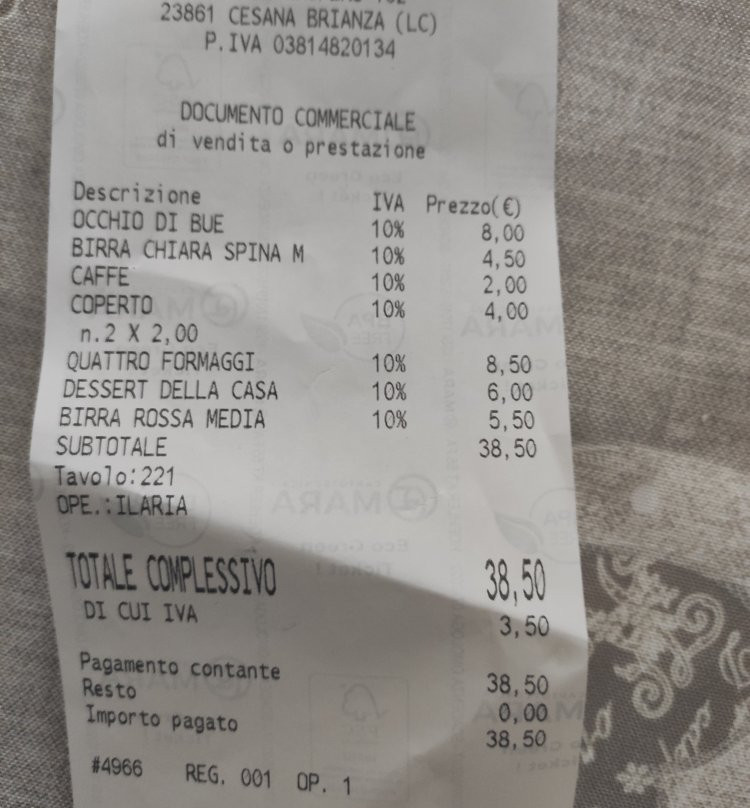 23861 CESANA BRIANZA (LC)
P.IVA 03814820134
DOCUMENTO COMMERCIALE
di vendita o prestazione
Descrizione IVA Prezzo(€)
OCCHIO DI BUE 10% 8,00
BIRRA CHIARA SPINA M 10% 4,50
CAFFE 10% 2,00
COPERTO 10% 4,00
n.2 X 2,00
QUATTRO FORMAGGI 10% 8,50
DESSERT DELLA CASA 10% 6,00
BIRRA ROSSA MEDIA 10% 5,50
SUBTOTALE 38,50
Tavolo:221
OPE.:ILARIA
TOTALE COMPLESSIVO 38,50
DI CUI IVA 3,50
Pagamento contante 38,50
Resto 0,00
Importo pagato 38,50
#4966 REG. 001 OP. 1